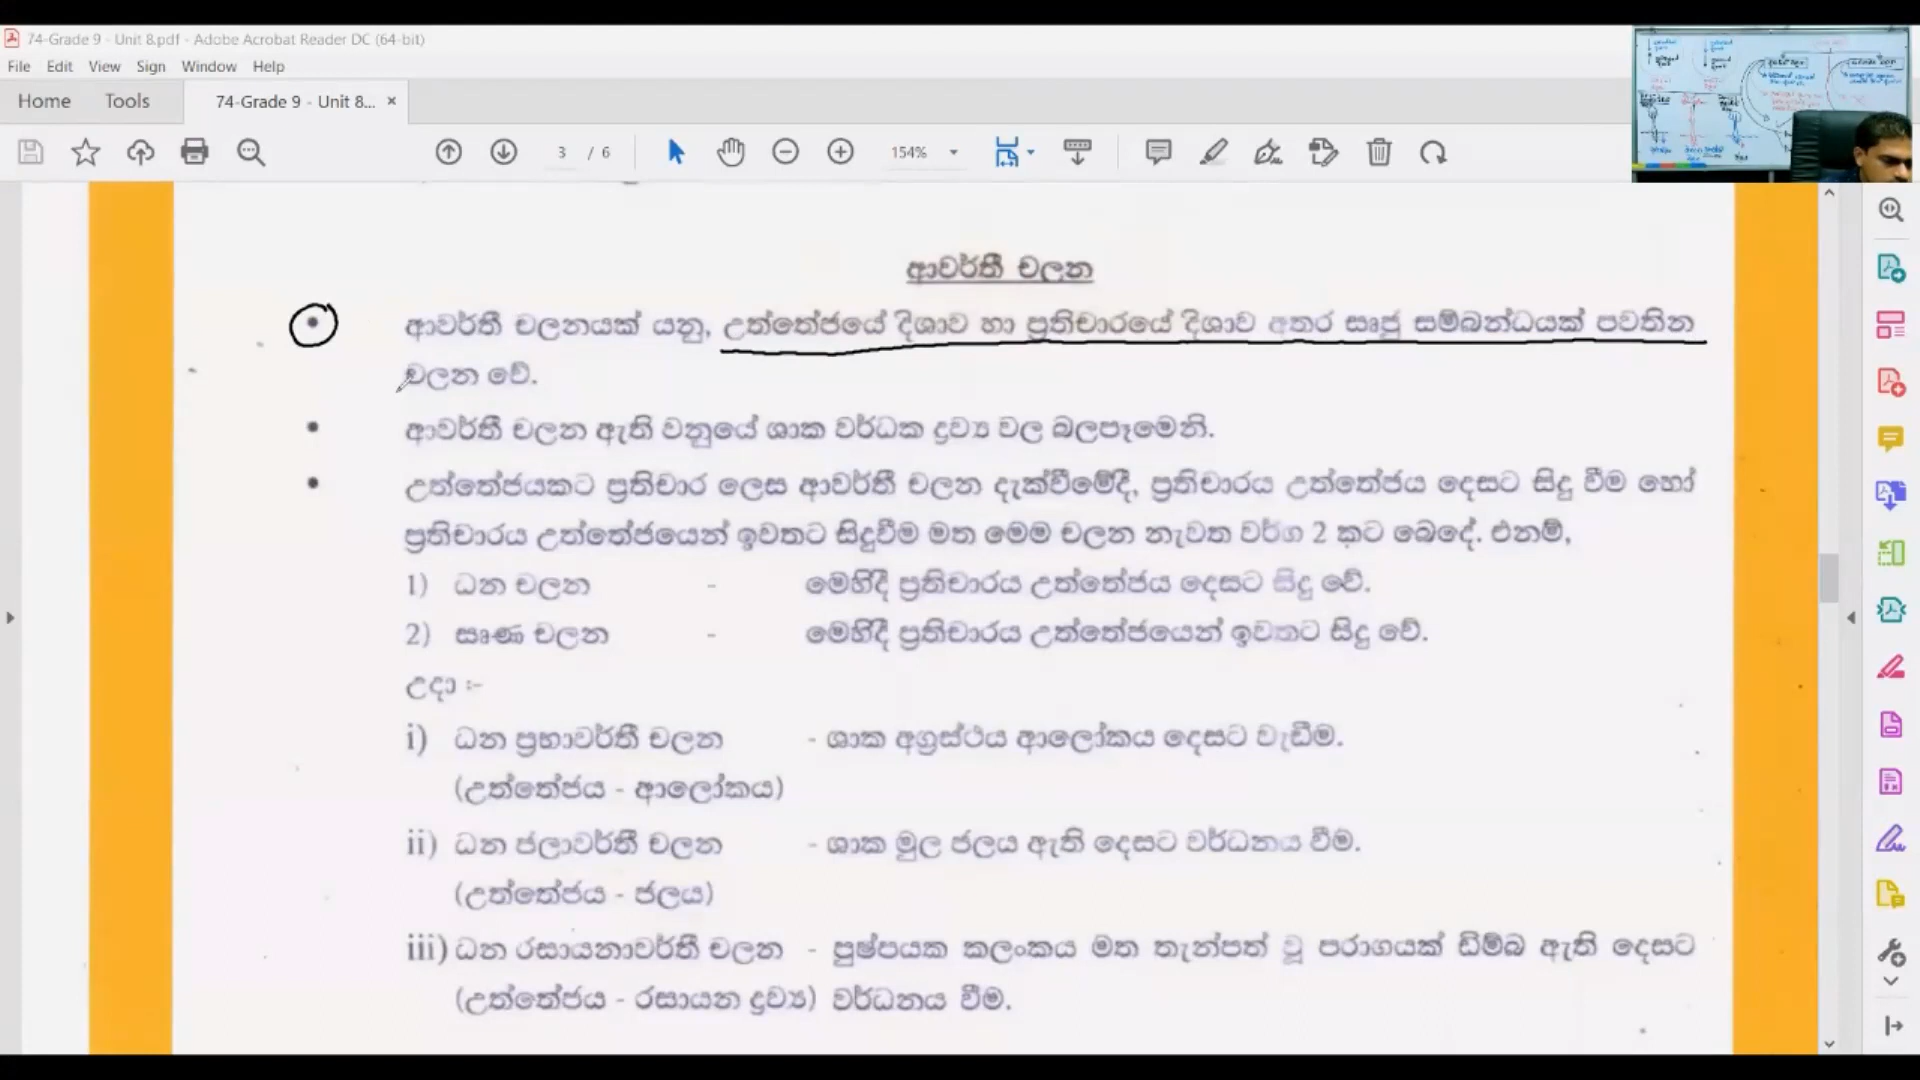 74-Grade 9 - Unit 8.pdf - Adobe Acrobat Reader DC (64-bit)
File Edit View Sign Window Help
Home Tools 74-Grade 9 - Unit 8... ×
3 / 6 154%
ආවර්තී චලන
• ආවර්තී චලනයක් යනු, උත්තේජයේ දිශාව හා ප්‍රතිචාරයේ දිශාව අතර සෘජු සම්බන්ධයක් පවතින
චලන වේ.
• ආවර්තී චලන ඇති වනුයේ ශාක වර්ධක ද්‍රව්‍ය වල බලපෑමෙනි.
• උත්තේජයකට ප්‍රතිචාර ලෙස ආවර්තී චලන දැක්වීමේදී, ප්‍රතිචාරය උත්තේජය දෙසට සිදු වීම හෝ
ප්‍රතිචාරය උත්තේජයෙන් ඉවතට සිදුවීම මත මෙම චලන නැවත වර්ග 2 කට බෙදේ. එනම්,
1) ධන චලන - මෙහිදී ප්‍රතිචාරය උත්තේජය දෙසට සිදු වේ.
2) සෘණ චලන - මෙහිදී ප්‍රතිචාරය උත්තේජයෙන් ඉවතට සිදු වේ.
උදා :-
i) ධන ප්‍රභාවර්තී චලන - ශාක අග්‍රස්ථය ආලෝකය දෙසට වැඩීම.
(උත්තේජය - ආලෝකය)
ii) ධන ජලාවර්තී චලන - ශාක මුල ජලය ඇති දෙසට වර්ධනය වීම.
(උත්තේජය - ජලය)
iii) ධන රසායනාවර්තී චලන - පුෂ්පයක කලංකය මත තැන්පත් වූ පරාගයක් ඩිම්බ ඇති දෙසට
(උත්තේජය - රසායන ද්‍රව්‍ය) වර්ධනය වීම.